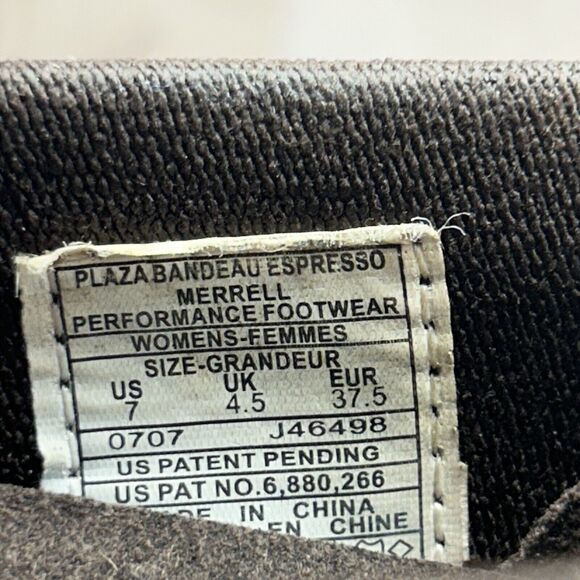 PLAZA BANDEAU ESPRESSO
MERRELL
PERFORMANCE FOOTWEAR
WOMENS-FEMMES
SIZE-GRANDEUR
US UK EUR
7 4.5 37.5
0707 J46498
US PATENT PENDING
US PAT NO.6,880,266
IN CHINA
EN CHINE